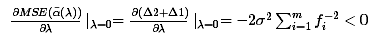 ∂MSE(α̃(λ))/∂λ |λ=0 = ∂(Δ2+Δ1)/∂λ |λ=0 = −2σ² ∑ᵢ₌₁ᵐ fᵢ⁻² < 0